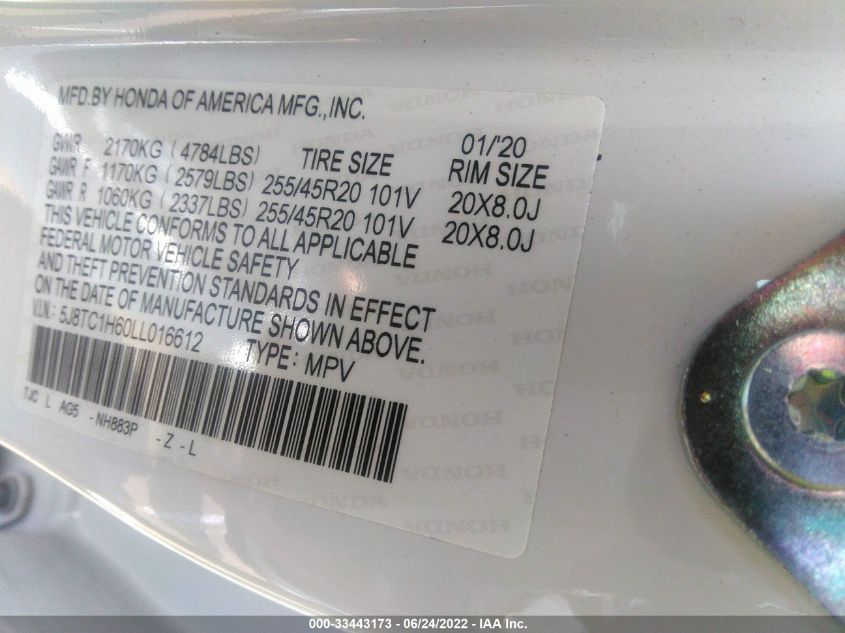 MFD.BY HONDA OF AMERICA MFG.,INC.
01/'20
GWR 2170KG (4784LBS) TIRE SIZE RIM SIZE
GAWR F 1170KG (2579LBS) 255/45R20 101V 20X8.0J
GAWR R 1060KG (2337LBS) 255/45R20 101V 20X8.0J
THIS VEHICLE CONFORMS TO ALL APPLICABLE
FEDERAL MOTOR VEHICLE SAFETY
AND THEFT PREVENTION STANDARDS IN EFFECT
ON THE DATE OF MANUFACTURE SHOWN ABOVE.
V.I.N.: 5J8TC1H60LL016612 TYPE: MPV
TJC L AG5 -NH883P -Z-L
HONDA
000-33443173 - 06/24/2022 - IAA Inc.